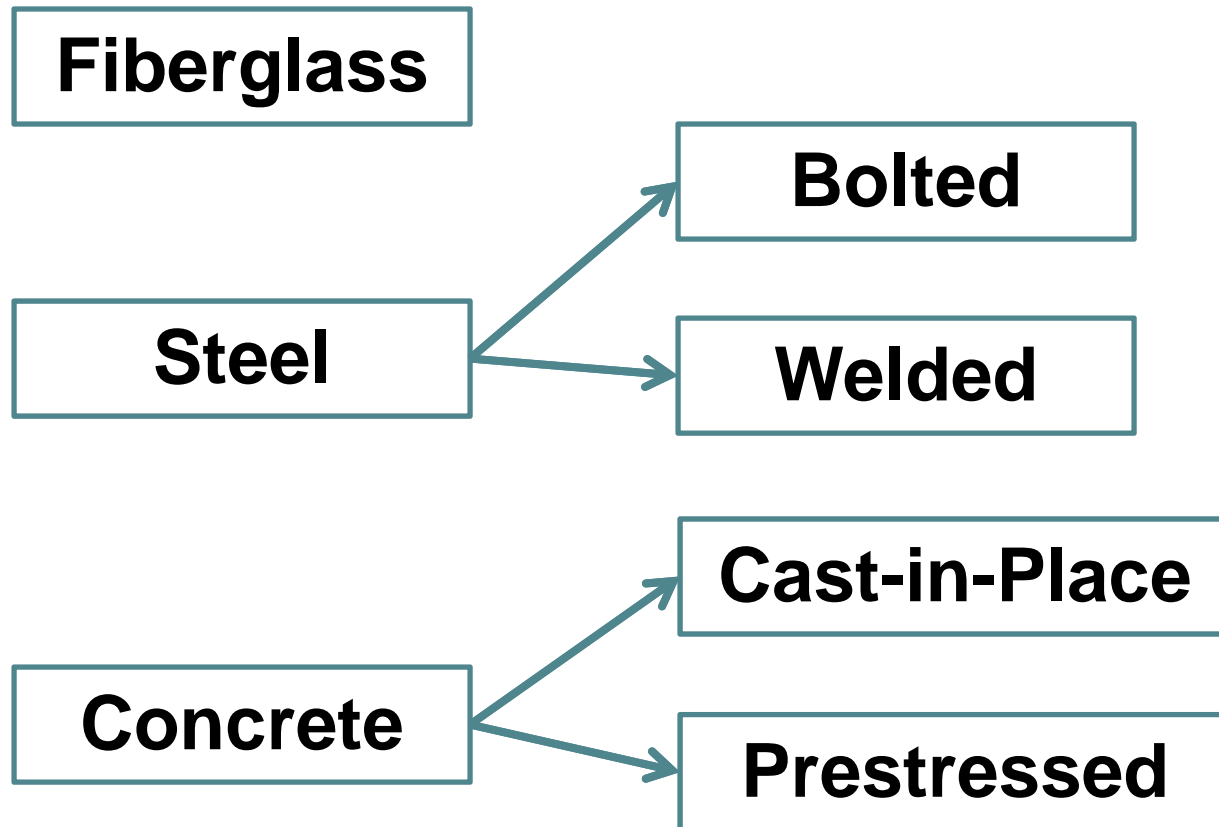 Fiberglass
Bolted
Steel
Welded
Cast-in-Place
Concrete
Prestressed